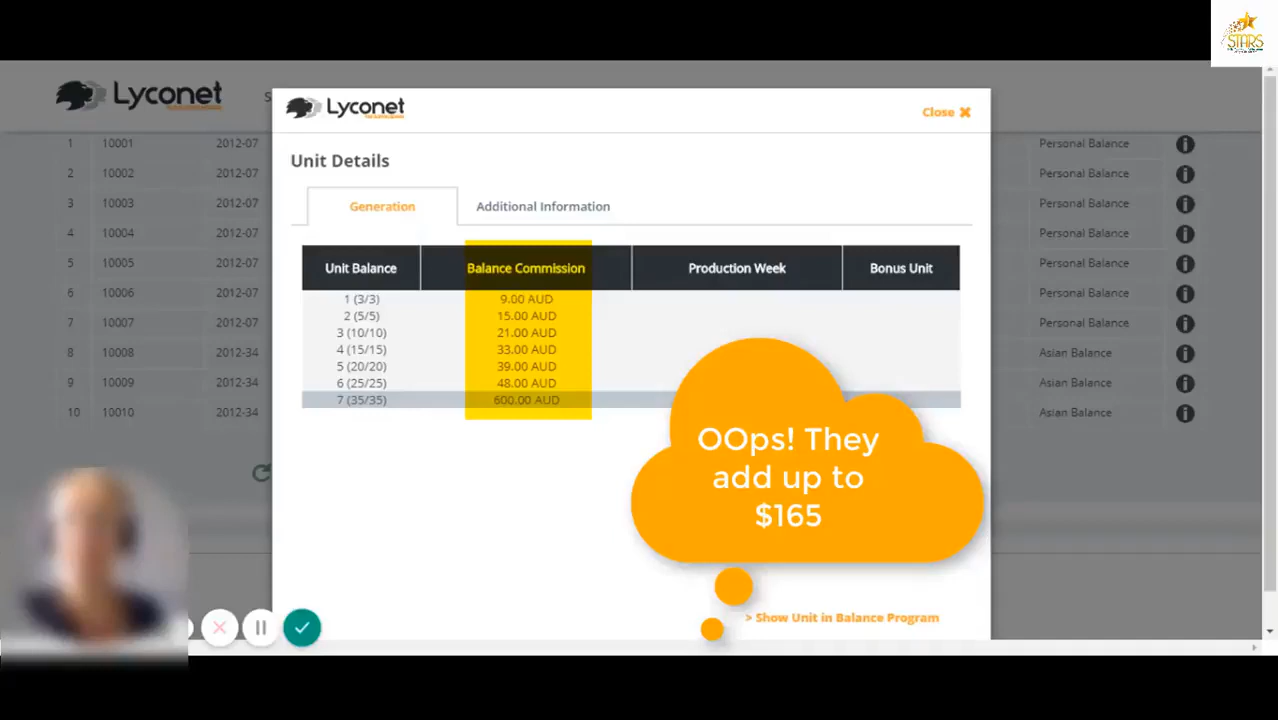 STARS
Lyconet
Lyconet
Close ✖
Unit Details
Generation
Additional Information
Unit Balance Balance Commission Production Week Bonus Unit
1 (3/3) 9.00 AUD
2 (5/5) 15.00 AUD
3 (10/10) 21.00 AUD
4 (15/15) 33.00 AUD
5 (20/20) 39.00 AUD
6 (25/25) 48.00 AUD
7 (35/35) 600.00 AUD
1 10001 2012-07 Personal Balance
2 10002 2012-07 Personal Balance
3 10003 2012-07 Personal Balance
4 10004 2012-07 Personal Balance
5 10005 2012-07 Personal Balance
6 10006 2012-07 Personal Balance
7 10007 2012-07 Personal Balance
8 10008 2012-34 Asian Balance
9 10009 2012-34 Asian Balance
10 10010 2012-34 Asian Balance
OOps! They
add up to
$165
> Show Unit in Balance Program